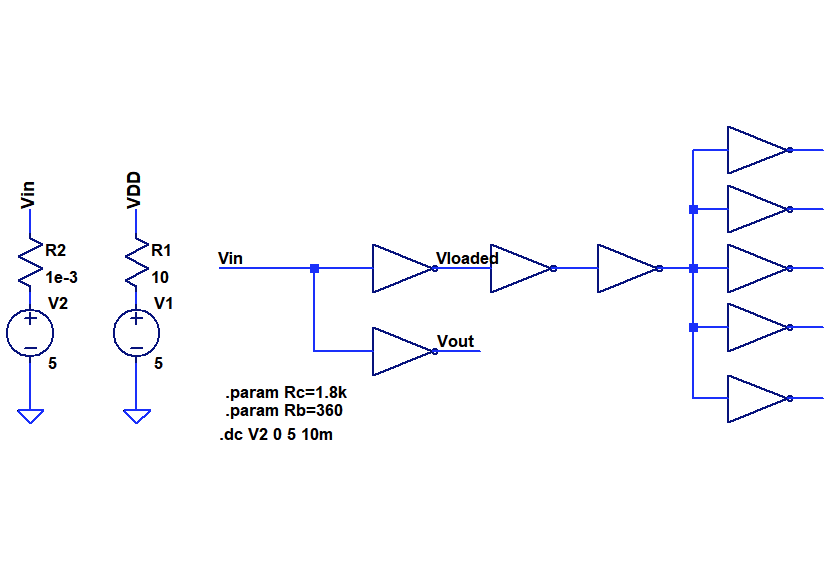 Vin
R2
1e-3
V2
5
VDD
R1
10
V1
5
Vin
Vloaded
Vout
.param Rc=1.8k
.param Rb=360
.dc V2 0 5 10m